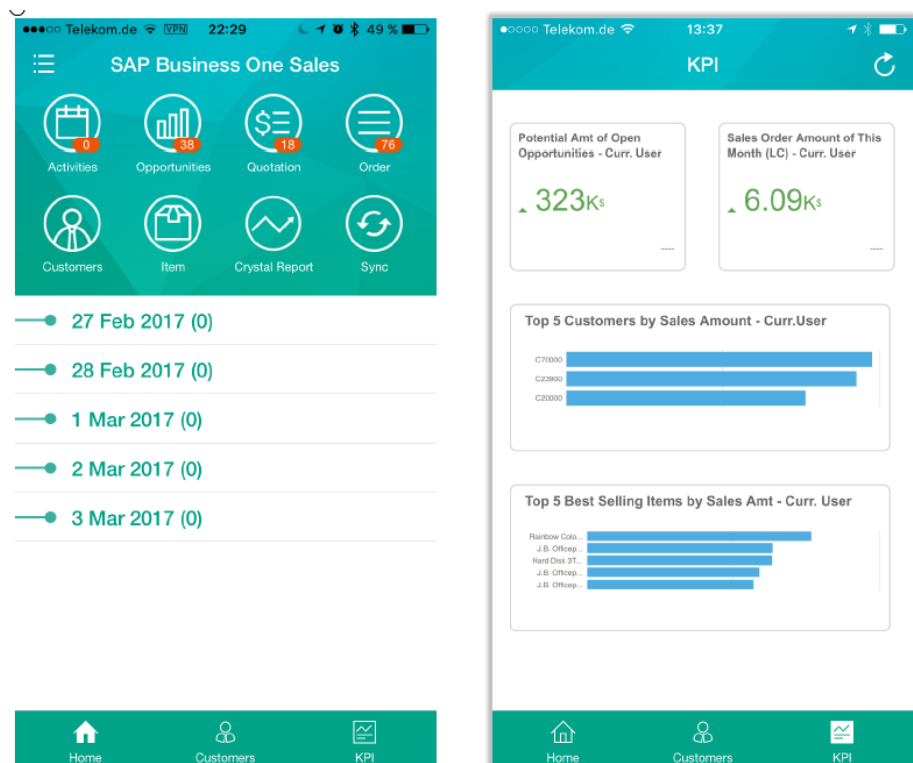 Telekom.de VPN 22:29 49 %
SAP Business One Sales
0 38 18 76
Activities Opportunities Quotation Order
Customers Item Crystal Report Sync
27 Feb 2017 (0)
28 Feb 2017 (0)
1 Mar 2017 (0)
2 Mar 2017 (0)
3 Mar 2017 (0)
Home Customers KPI
Telekom.de 13:37
KPI
Potential Amt of Open
Opportunities - Curr. User
323K$
----
Sales Order Amount of This
Month (LC) - Curr. User
6.09K$
----
Top 5 Customers by Sales Amount - Curr.User
C70000
C23900
C20000
Top 5 Best Selling Items by Sales Amt - Curr. User
Rainbow Colo...
J.B. Officep...
Hard Disk 3T...
J.B. Officep...
J.B. Officep...
Home Customers KPI